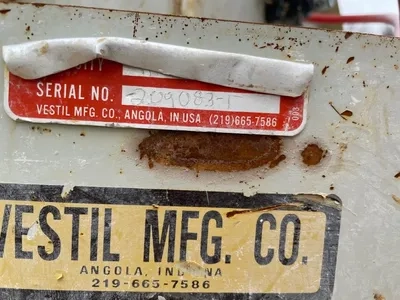 SERIAL NO. 209083-1
VESTIL MFG. CO., ANGOLA, IN USA (219)665-7586
VESTIL MFG. CO.
ANGOLA, INDIANA
219-665-7586